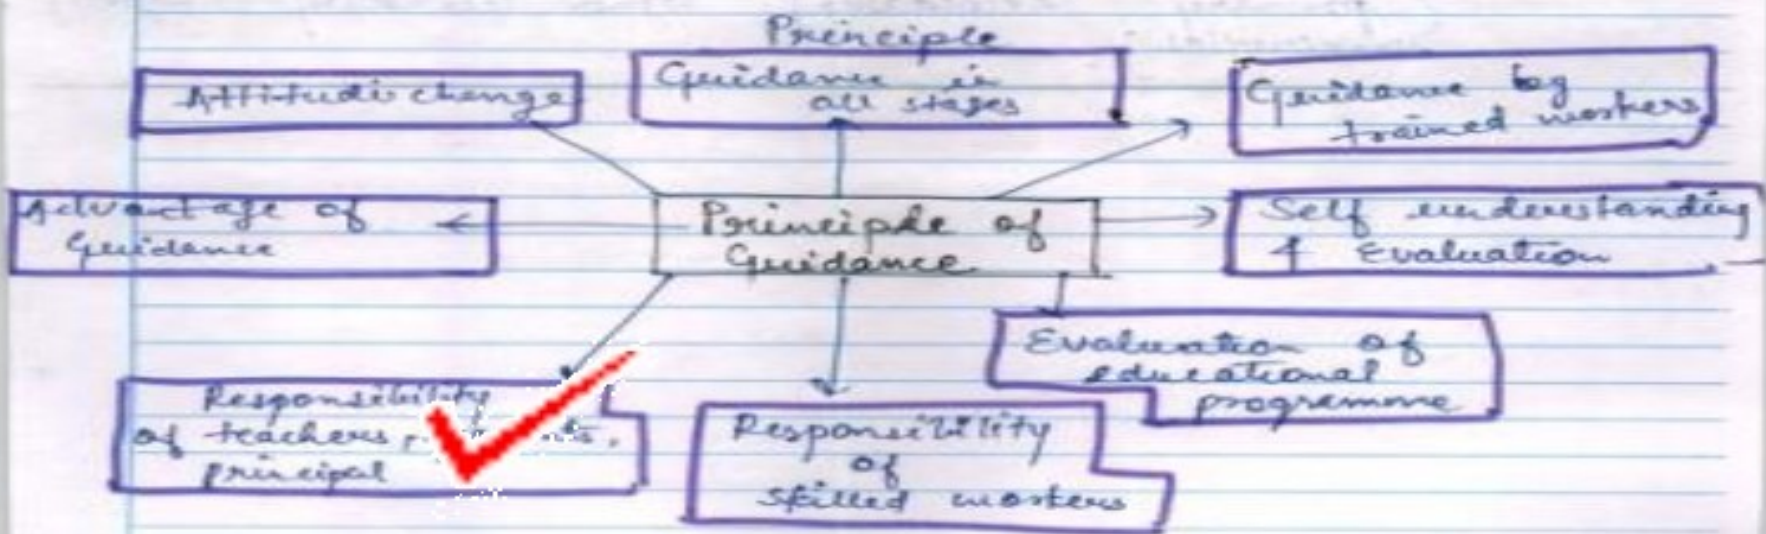 Principle
Attitudi change
Guidance in
all stages
Guidance by
trained workers
Advantage of
Guidance
Principle of
Guidance
Self understanding
& Evaluation
Evaluation of
educational
programme
Responsibility
of teachers,
principal
Responsibility
of
skilled workers